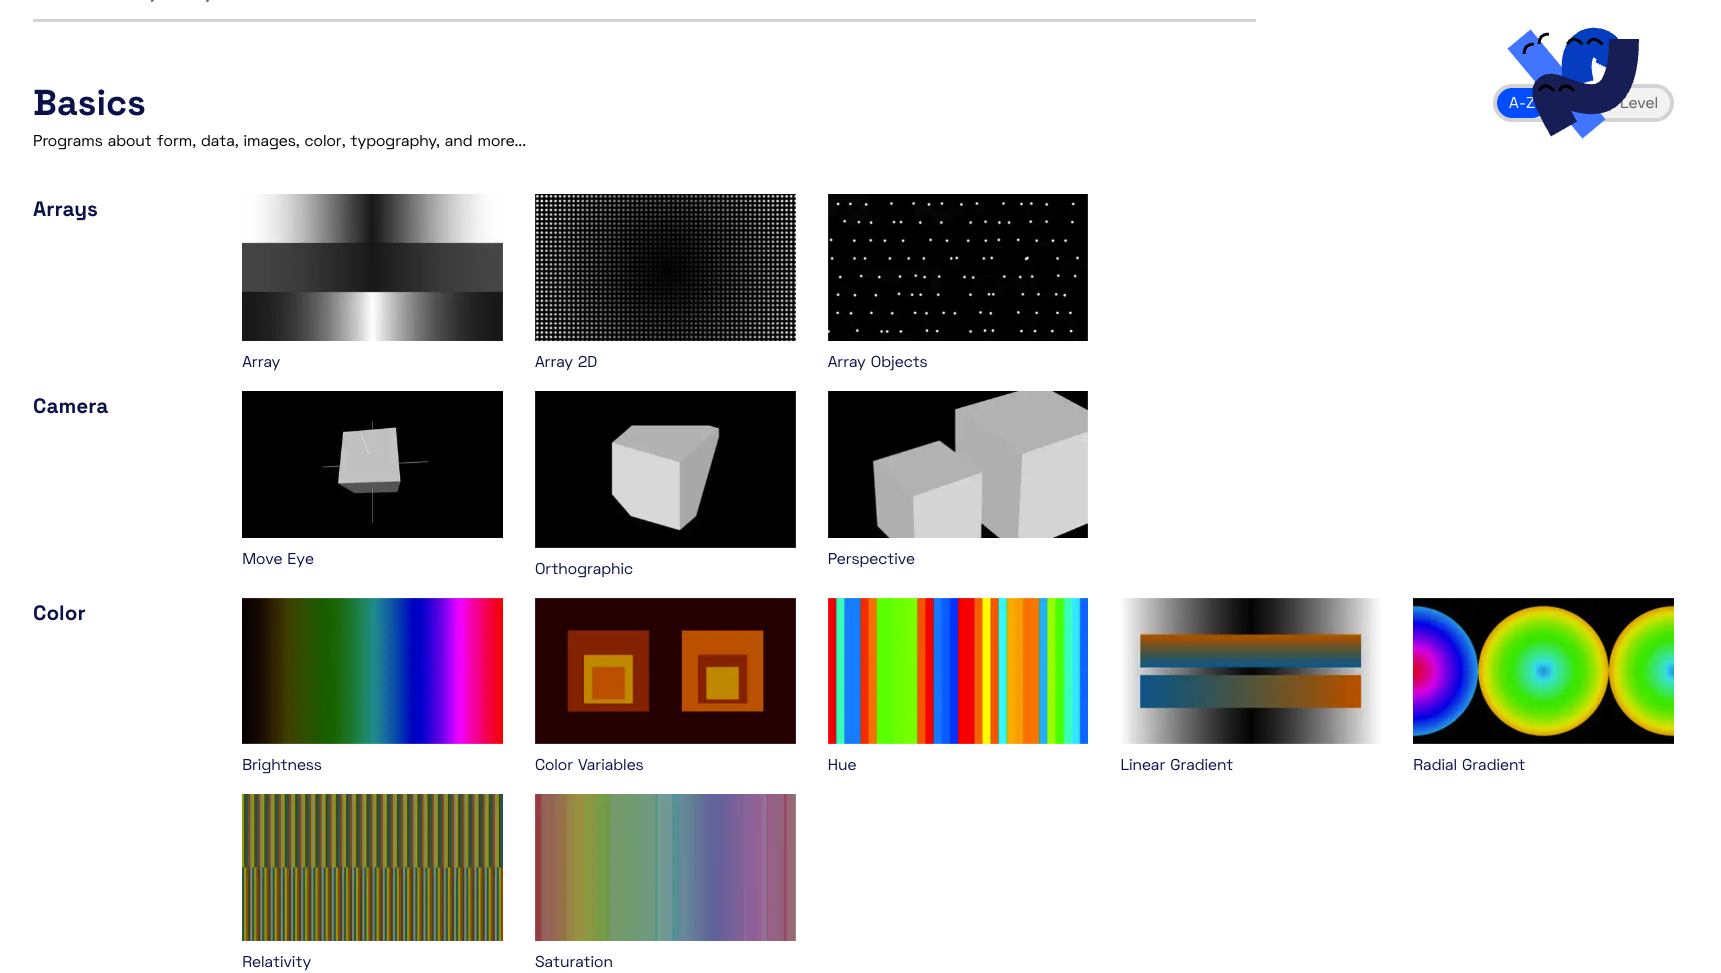 Basics
A-Z
Level
Programs about form, data, images, color, typography, and more...
Arrays
Array
Array 2D
Array Objects
Camera
Move Eye
Orthographic
Perspective
Color
Brightness
Color Variables
Hue
Linear Gradient
Radial Gradient
Relativity
Saturation